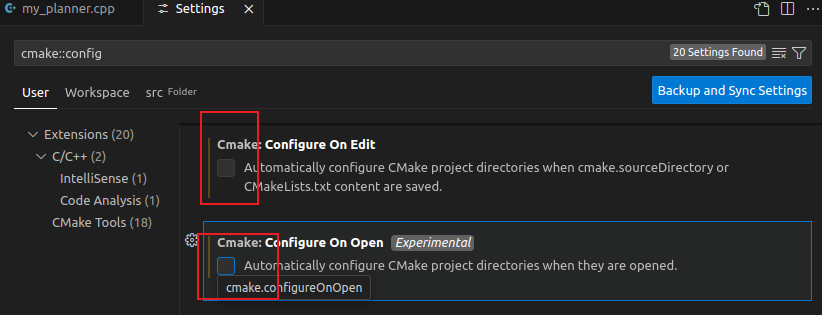 my_planner.cpp
Settings
cmake::config
20 Settings Found
User
Workspace
src Folder
Backup and Sync Settings
Extensions (20)
C/C++ (2)
IntelliSense (1)
Code Analysis (1)
CMake Tools (18)
Cmake: Configure On Edit
Automatically configure CMake project directories when cmake.sourceDirectory or
CMakeLists.txt content are saved.
Cmake: Configure On Open Experimental
Automatically configure CMake project directories when they are opened.
cmake.configureOnOpen